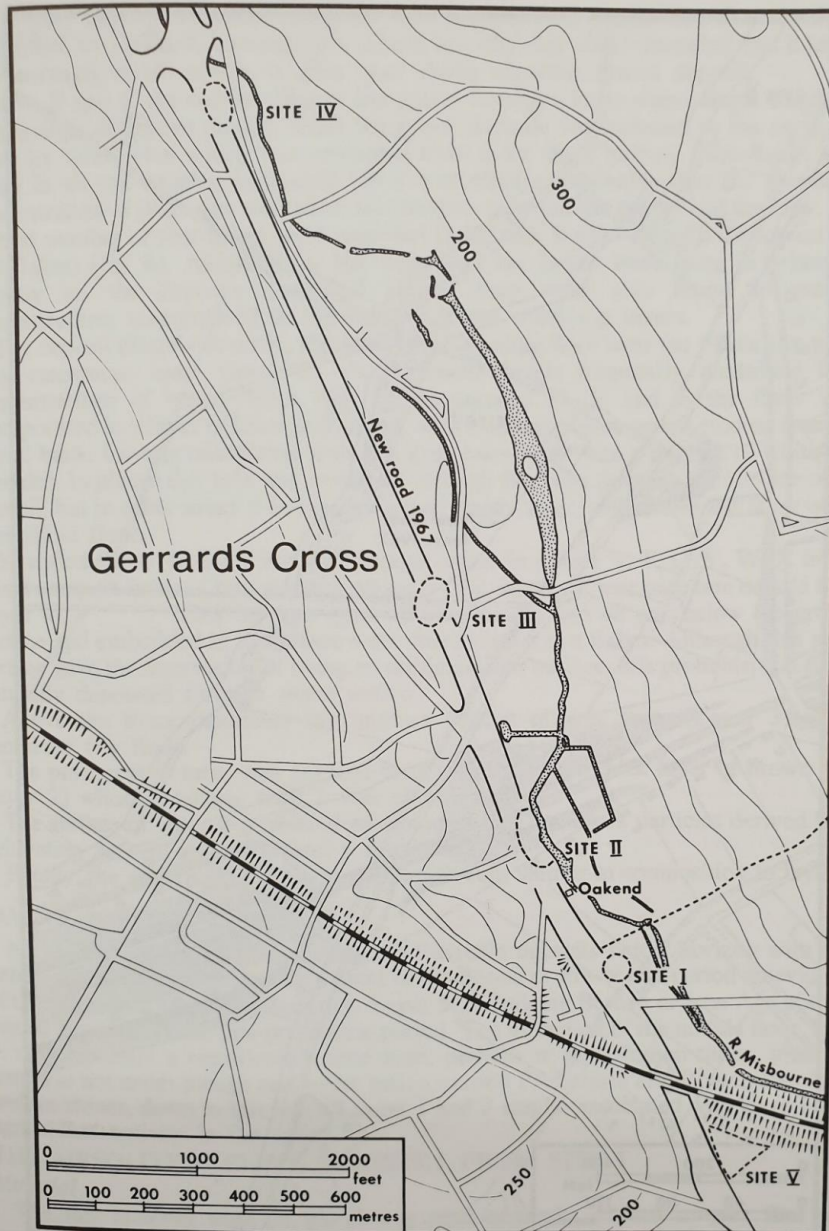 SITE IV
300
200
New road 1967
Gerrards Cross
SITE III
SITE II
Oakend
SITE I
R. Misbourne
SITE V
250
200
0 1000 2000
feet
0 100 200 300 400 500 600
metres